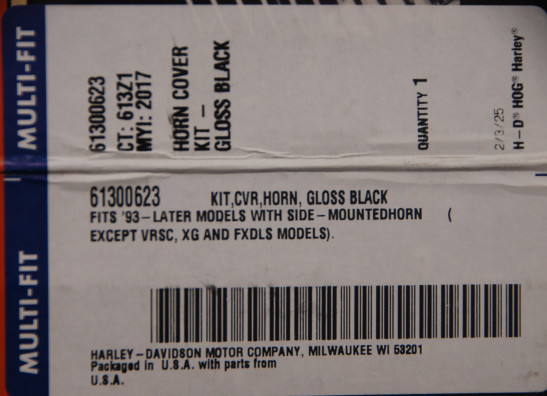 MULTI-FIT
61300623
CT: 613Z1
MYI: 2017
HORN COVER
KIT –
GLOSS BLACK
QUANTITY 1
2/3/25
H–D® HOG® Harley®
MULTI-FIT
61300623 KIT,CVR,HORN, GLOSS BLACK
FITS '93–LATER MODELS WITH SIDE–MOUNTEDHORN (
EXCEPT VRSC, XG AND FXDLS MODELS).
HARLEY–DAVIDSON MOTOR COMPANY, MILWAUKEE WI 53201
Packaged in U.S.A. with parts from
U.S.A.